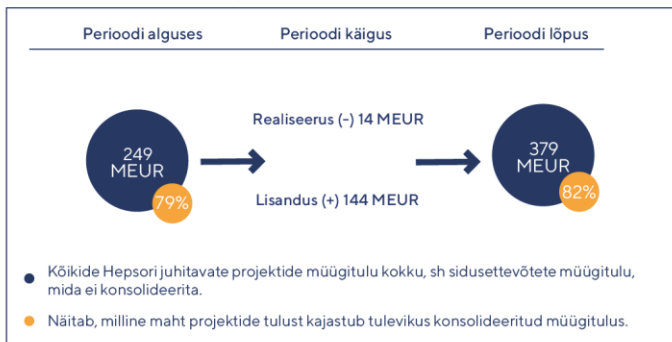 Perioodi alguses
Perioodi käigus
Perioodi lõpus
249
MEUR
79%
Realiseerus (-) 14 MEUR
Lisandus (+) 144 MEUR
379
MEUR
82%
Kõikide Hepsori juhitavate projektide müügitulu kokku, sh sidusettevõtete müügitulu,
mida ei konsolideerita.
Näitab, milline maht projektide tulust kajastub tulevikus konsolideeritud müügitulus.